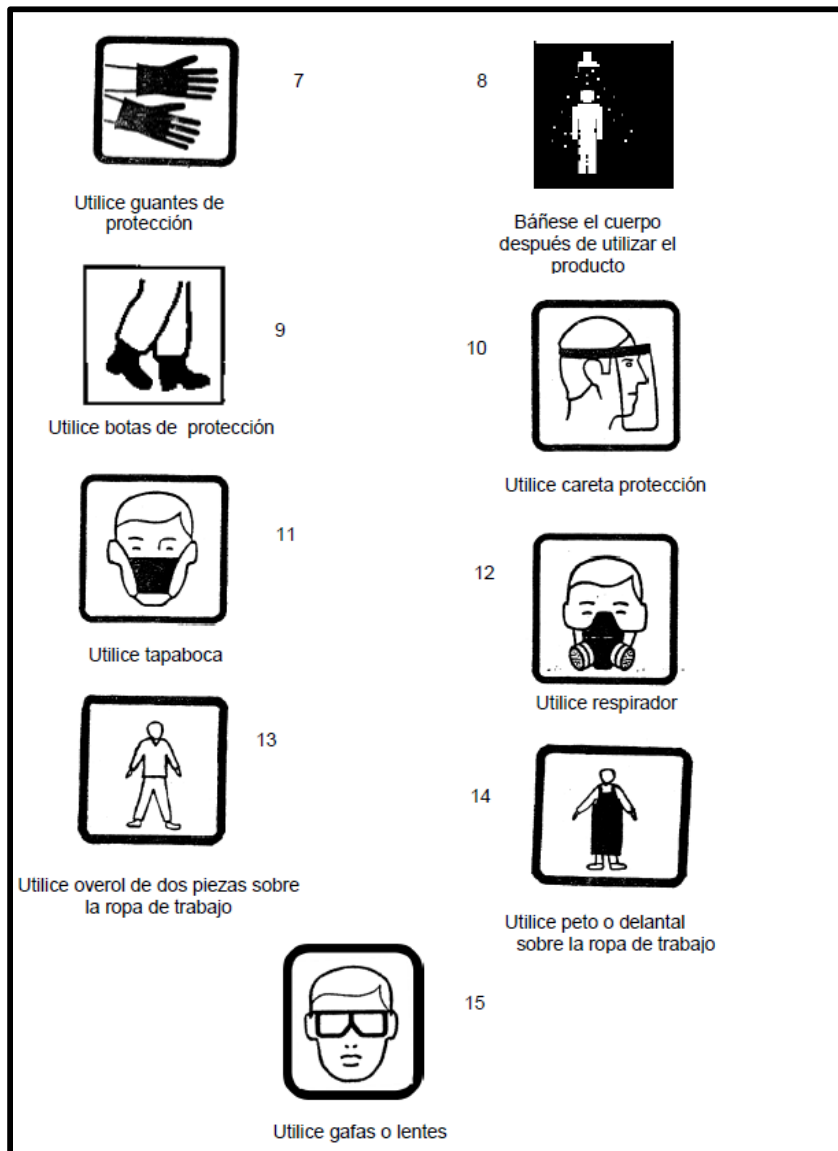 7
8
Utilice guantes de
protección
Báñese el cuerpo
después de utilizar el
producto
9
10
Utilice botas de protección
Utilice careta protección
11
12
Utilice tapaboca
Utilice respirador
13
14
Utilice overol de dos piezas sobre
la ropa de trabajo
Utilice peto o delantal
sobre la ropa de trabajo
15
Utilice gafas o lentes